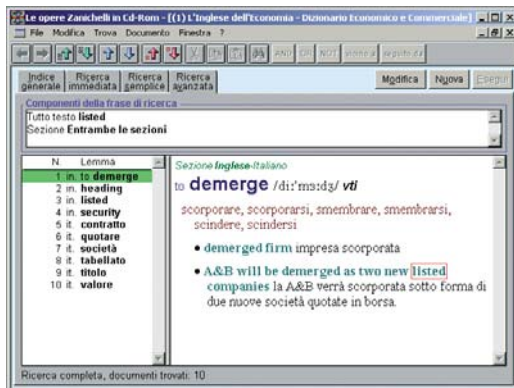 Le opere Zanichelli in Cd-Rom - [(1) L'Inglese dell'Economia - Dizionario Economico e Commerciale]
File Modifica Trova Documento Finestra ?
AND OR NOT vicino a seguito da
Indice generale Ricerca immediata Ricerca semplice Ricerca avanzata Modifica Nuova Esegui
Componenti della frase di ricerca
Tutto testo listed
Sezione Entrambe le sezioni
N. Lemma
1 in. to demerge
2 in. heading
3 in. listed
4 in. security
5 it. contratto
6 it. quotare
7 it. società
8 it. tabellato
9 it. titolo
10 it. valore
Sezione Inglese-Italiano
to demerge /diːˈmɜːdʒ/ vti
scorporare, scorporarsi, smembrare, smembrarsi,
scindere, scindersi
• demerged firm impresa scorporata
• A&B will be demerged as two new listed
companies la A&B verrà scorporata sotto forma di
due nuove società quotate in borsa.
Ricerca completa, documenti trovati: 10